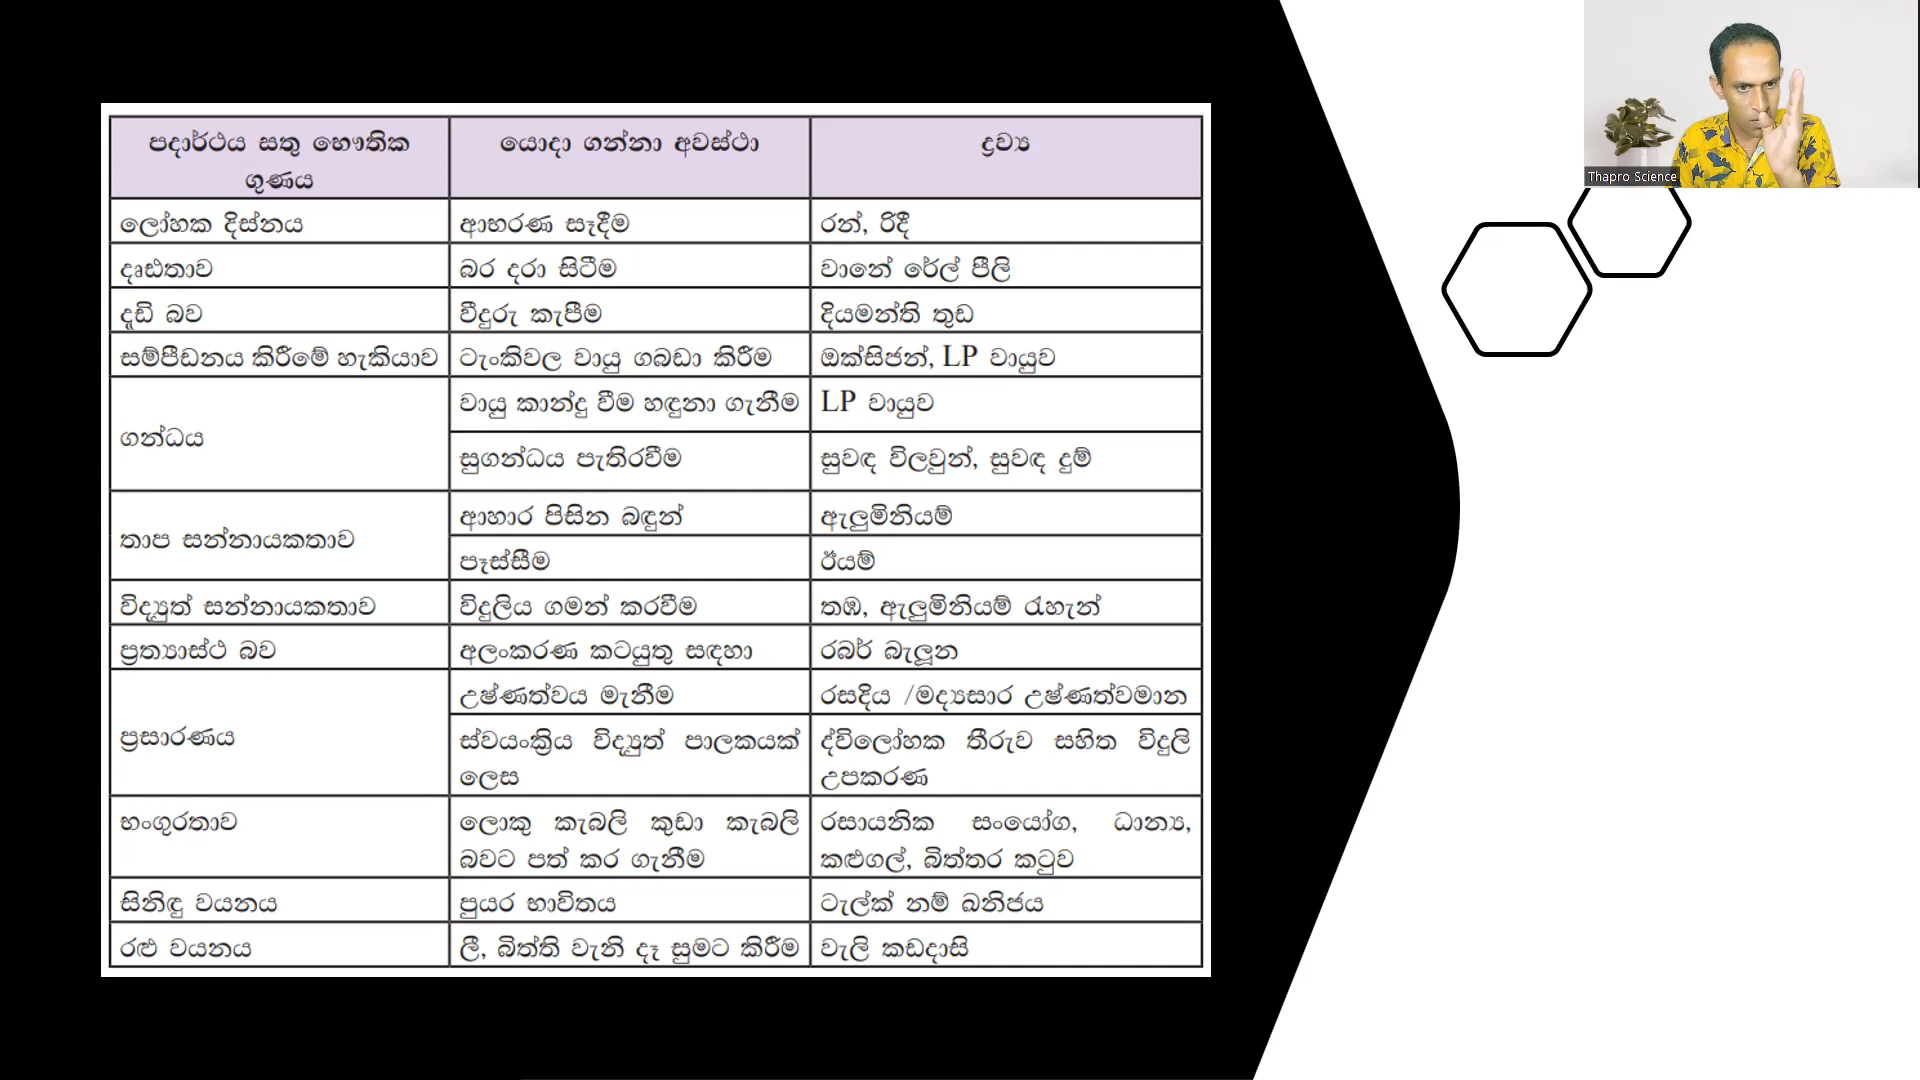 පදාර්ථය සතු භෞතික ගුණය
යොදා ගන්නා අවස්ථා
ද්‍රව්‍ය
ලෝහක දිස්නය
ආභරණ සෑදීම
රන්, රිදී
දෘඪතාව
බර දරා සිටීම
වානේ රේල් පීලි
දැඩි බව
වීදුරු කැපීම
දියමන්ති තුඩ
සම්පීඩනය කිරීමේ හැකියාව
ටැංකිවල වායු ගබඩා කිරීම
ඔක්සිජන්, LP වායුව
ගන්ධය
වායු කාන්දු වීම හඳුනා ගැනීම
LP වායුව
සුගන්ධය පැතිරවීම
සුවඳ විලවුන්, සුවඳ දුම්
තාප සන්නායකතාව
ආහාර පිසින බඳුන්
ඇලුමිනියම්
පෑස්සීම
ඊයම්
විද්‍යුත් සන්නායකතාව
විදුලිය ගමන් කරවීම
තඹ, ඇලුමිනියම් රැහැන්
ප්‍රත්‍යාස්ථ බව
අලංකරණ කටයුතු සඳහා
රබර් බැලූන
ප්‍රසාරණය
උෂ්ණත්වය මැනීම
රසදිය /මද්‍යසාර උෂ්ණත්වමාන
ස්වයංක්‍රිය විද්‍යුත් පාලකයක්
ලෙස
ද්විලෝහක තීරුව සහිත විදුලි
උපකරණ
භංගුරතාව
ලොකු කැබලි කුඩා කැබලි
බවට පත් කර ගැනීම
රසායනික සංයෝග, ධාන්‍ය,
කළුගල්, බිත්තර කටුව
සිනිඳු වයනය
පුයර භාවිතය
ටැල්ක් නම් ඛනිජය
රළු වයනය
ලී, බිත්ති වැනි දෑ සුමට කිරීම
වැලි කඩදාසි
Thapro Science